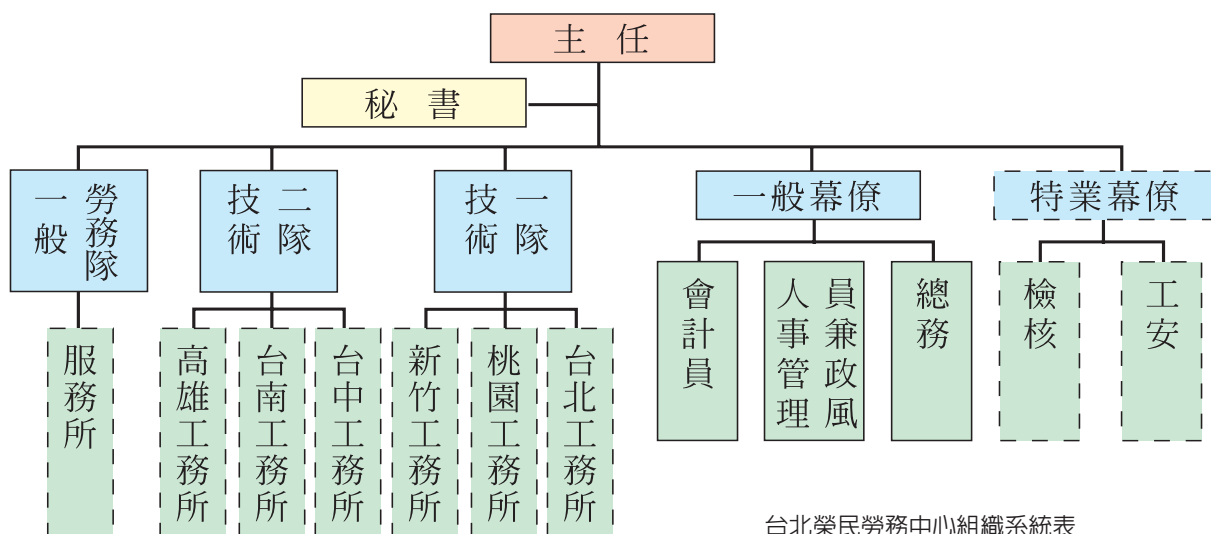 主任
秘書
一般勞務隊
技術二隊
技術一隊
一般幕僚
特業幕僚
服務所
高雄工務所
台南工務所
台中工務所
新竹工務所
桃園工務所
台北工務所
會計員
人事管理員兼政風
總務
檢核
工安
台北榮民勞務中心組織系統表